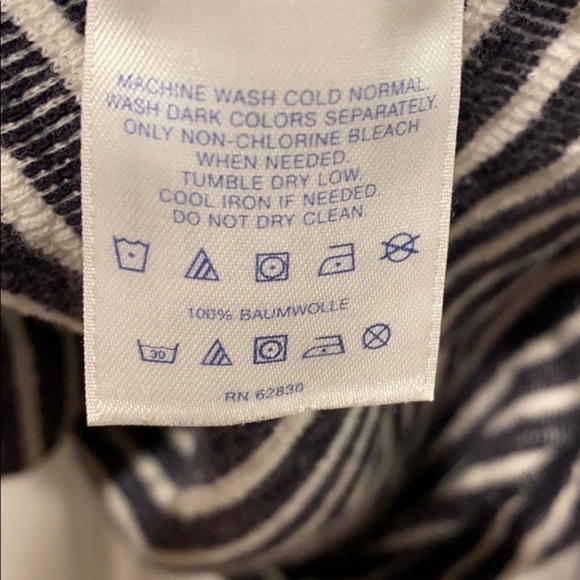 MACHINE WASH COLD NORMAL.
WASH DARK COLORS SEPARATELY.
ONLY NON-CHLORINE BLEACH
WHEN NEEDED.
TUMBLE DRY LOW.
COOL IRON IF NEEDED.
DO NOT DRY CLEAN.
100% BAUMWOLLE
30
RN 62830